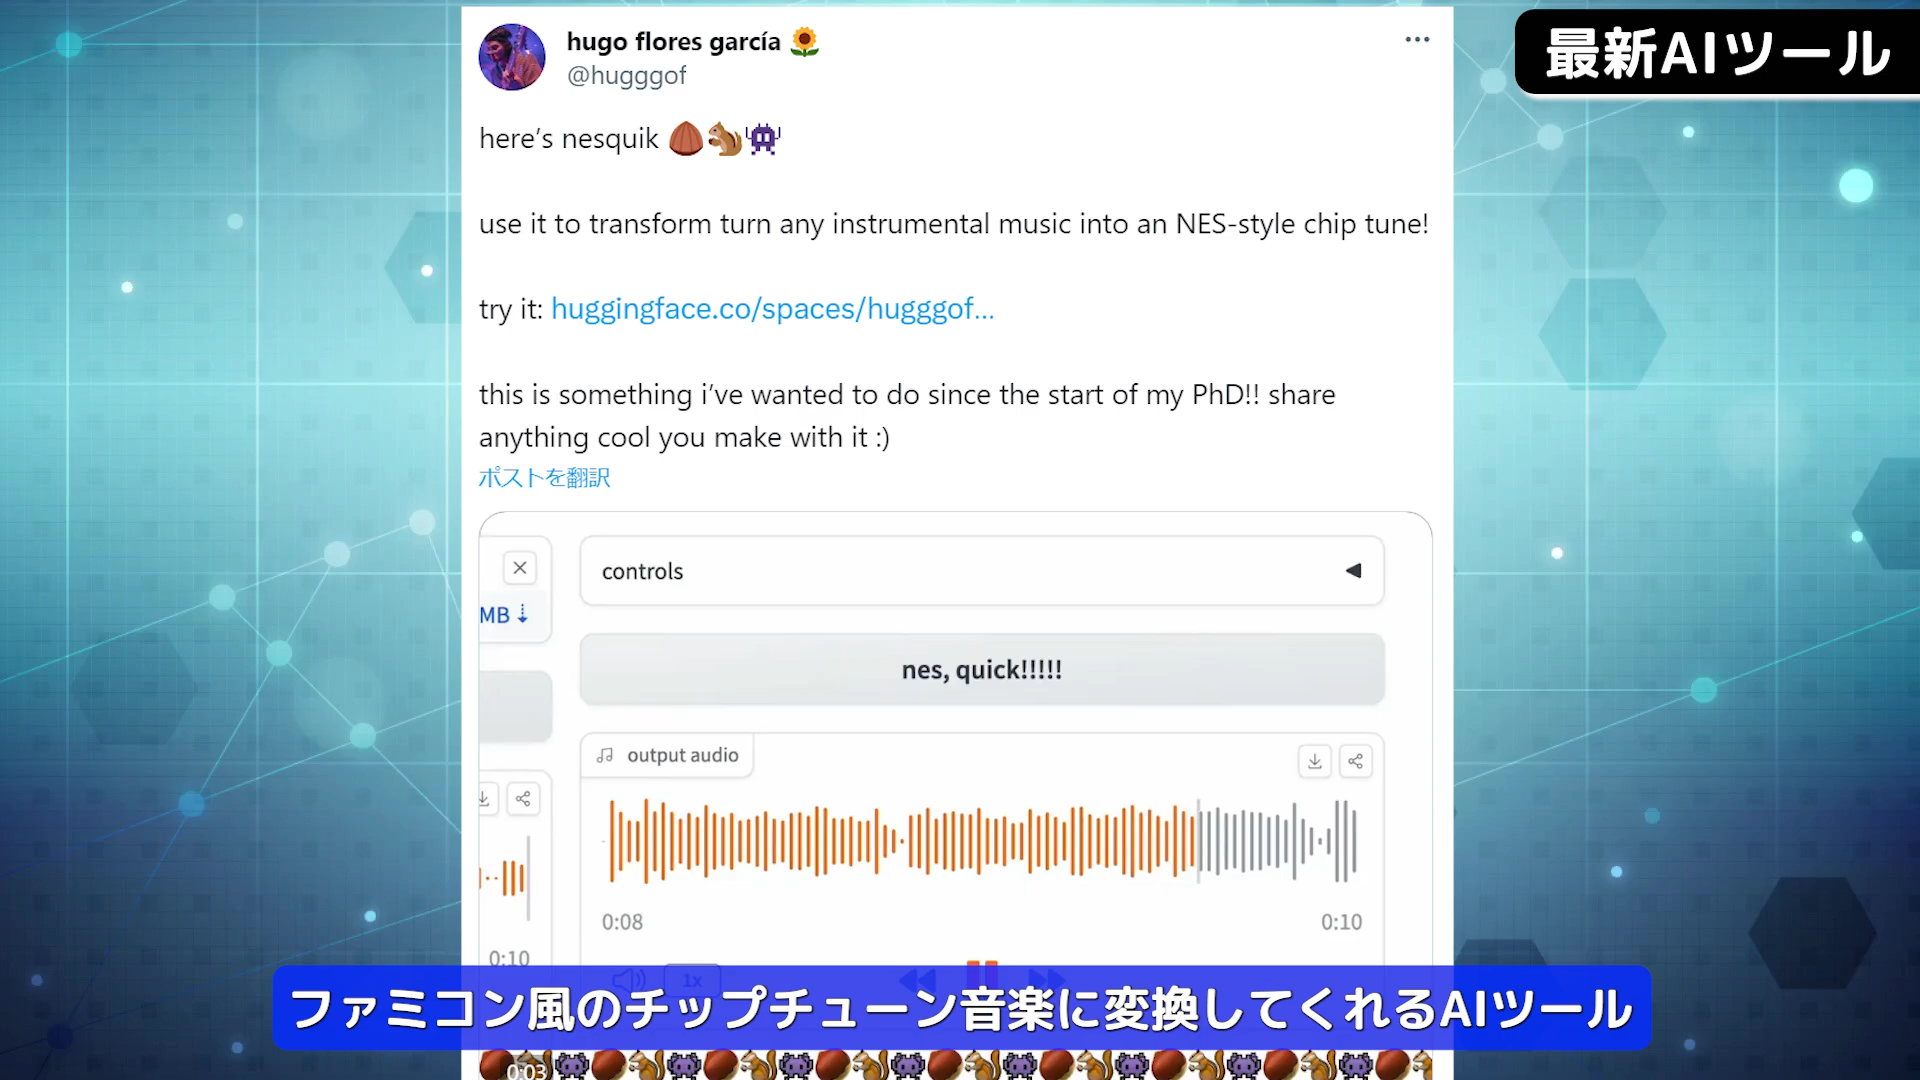 最新AIツール
hugo flores garcía 🌻
@hugggof
here’s nesquik 🌰🐿️👾
use it to transform turn any instrumental music into an NES-style chip tune!
try it: huggingface.co/spaces/hugggof…
this is something i’ve wanted to do since the start of my PhD!! share
anything cool you make with it :)
ポストを翻訳
controls
MB ↓
nes, quick!!!!!
output audio
0:08
0:10
0:10
1x
ファミコン風のチップチューン音楽に変換してくれるAIツール
0:03